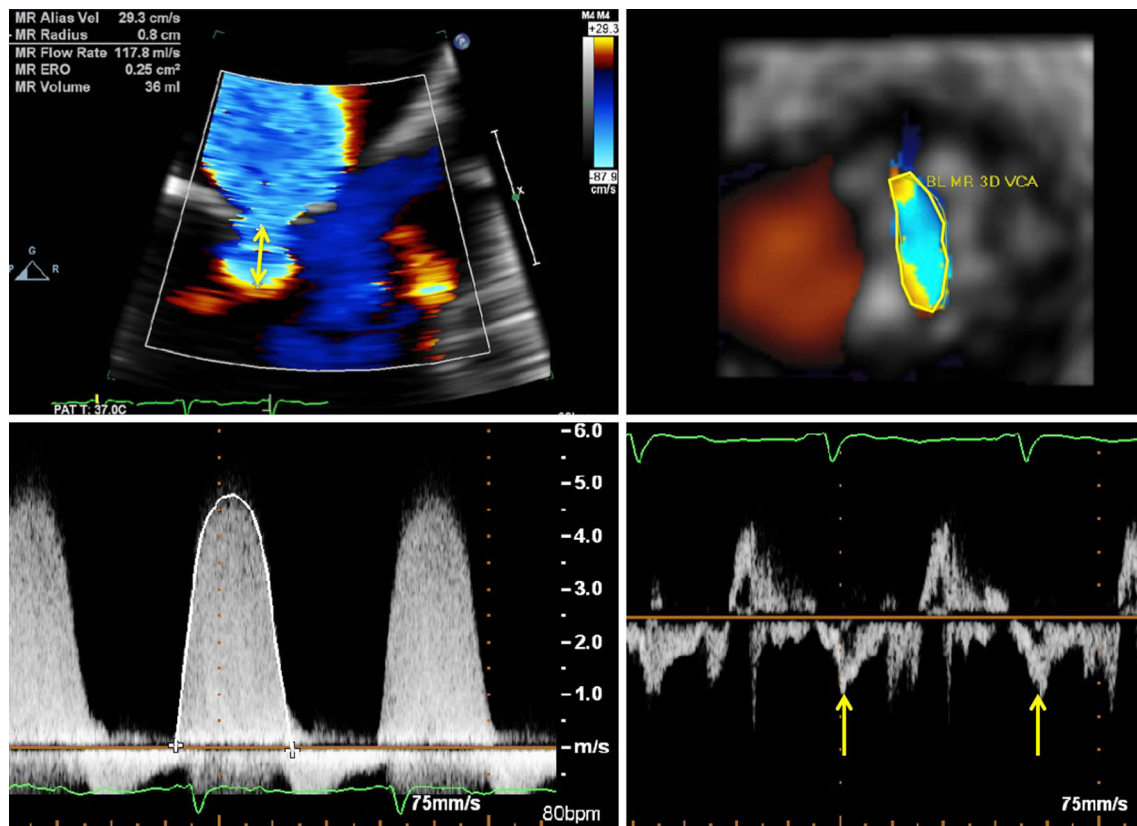 MR Alias Vel 29.3 cm/s
MR Radius 0.8 cm
MR Flow Rate 117.8 ml/s
MR ERO 0.25 cm²
MR Volume 36 ml
M4 M4
+29.3
-87.9
cm/s
P
x
G
P R
PAT T: 37.0C
BL MR 3D VCA
6.0
5.0
4.0
3.0
2.0
1.0
m/s
75mm/s
80bpm
75mm/s